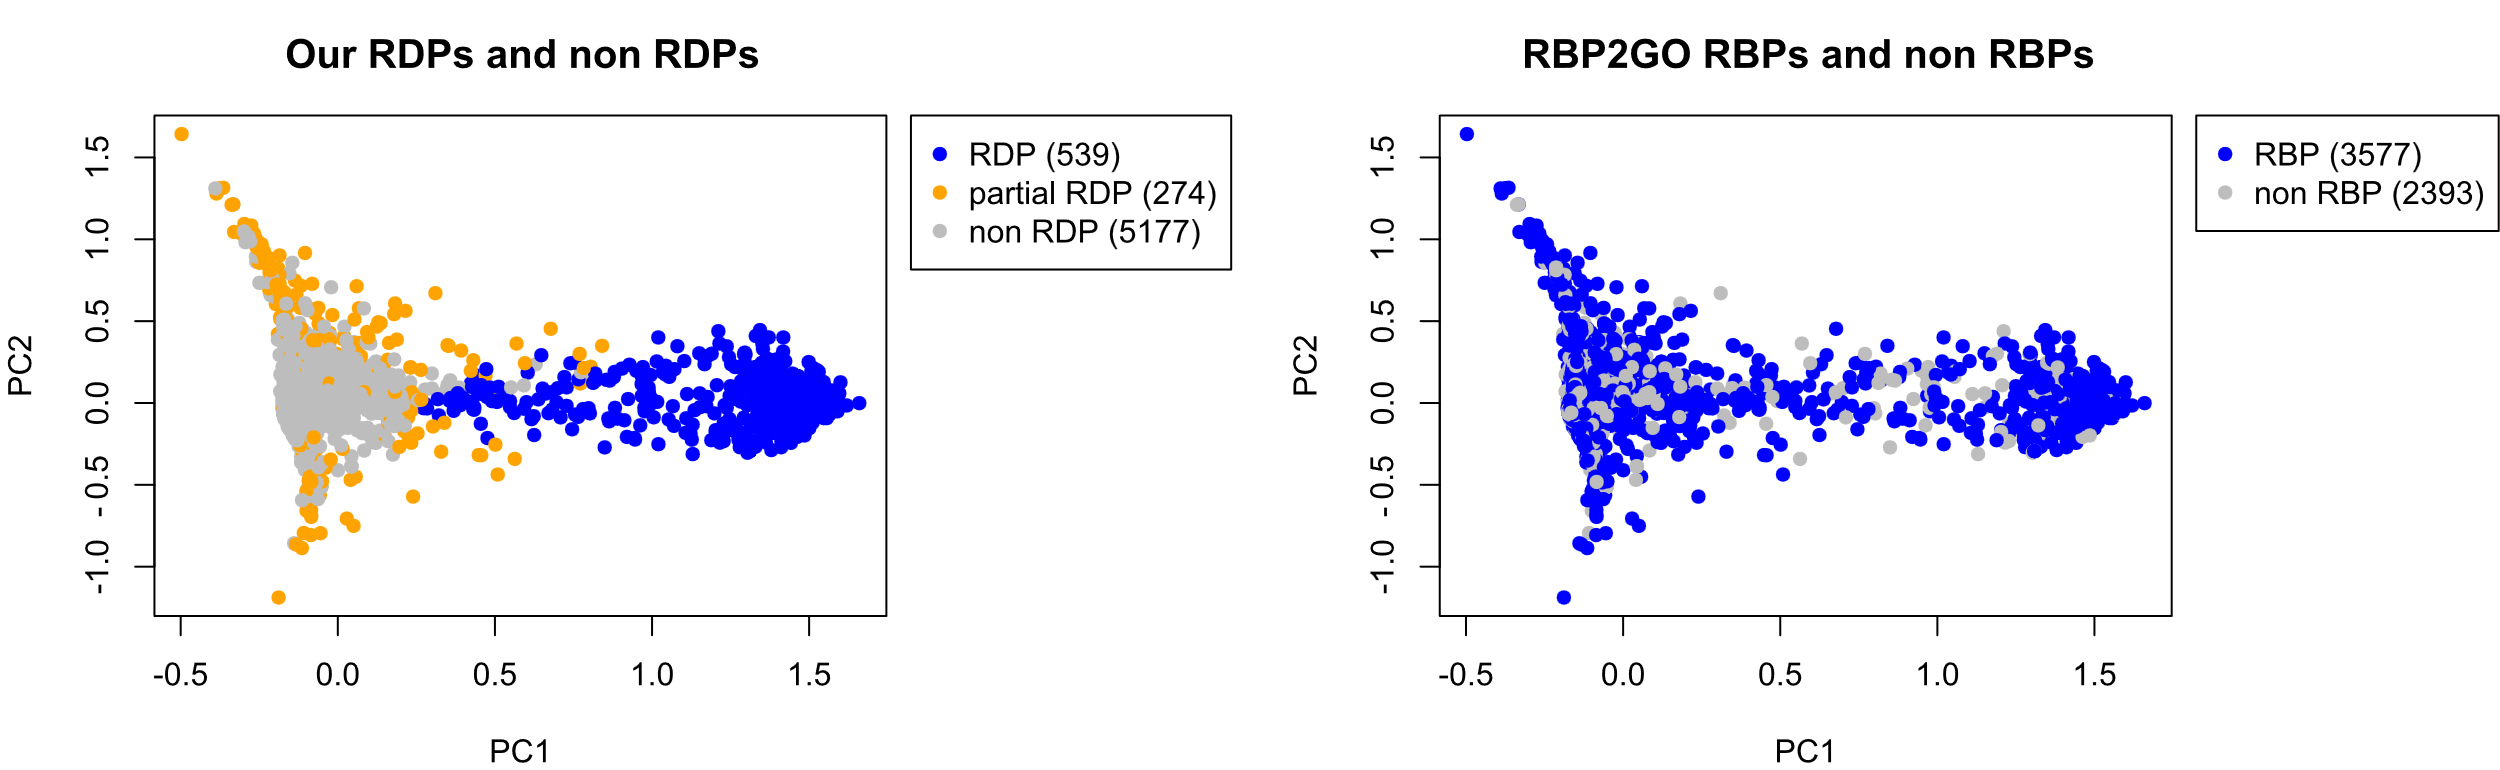 Our RDPs and non RDPs
RDP (539)
partial RDP (274)
non RDP (5177)
PC2
1.5
1.0
0.5
0.0
-0.5
-1.0
-0.5
0.0
0.5
1.0
1.5
PC1
RBP2GO RBPs and non RBPs
RBP (3577)
non RBP (2393)
PC2
1.5
1.0
0.5
0.0
-0.5
-1.0
-0.5
0.0
0.5
1.0
1.5
PC1